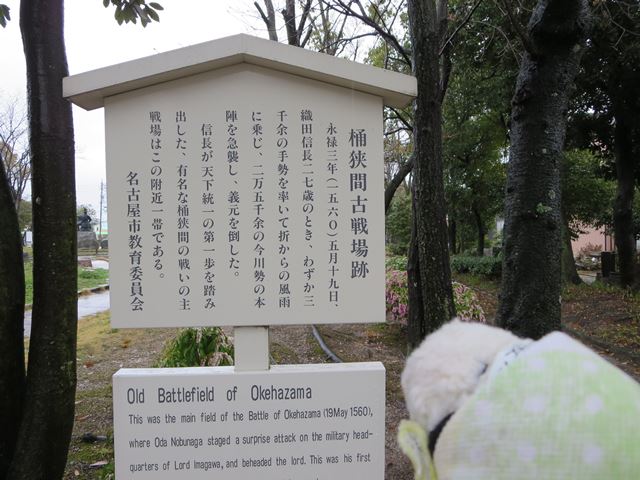 桶狭間古戦場跡
永禄三年(一五六〇)五月十九日、
織田信長二七歳のとき、わずか三
千余の手勢を率いて折からの風雨
に乗じ、二万五千余の今川勢の本
陣を急襲し、義元を倒した。
信長が天下統一の第一歩を踏み
出した、有名な桶狭間の戦いの主
戦場はこの附近一帯である。
名古屋市教育委員会
Old Battlefield of Okehazama
This was the main field of the Battle of Okehazama (19 May 1560),
where Oda Nobunaga staged a surprise attack on the military head-
quarters of Lord Imagawa, and beheaded the lord. This was his first